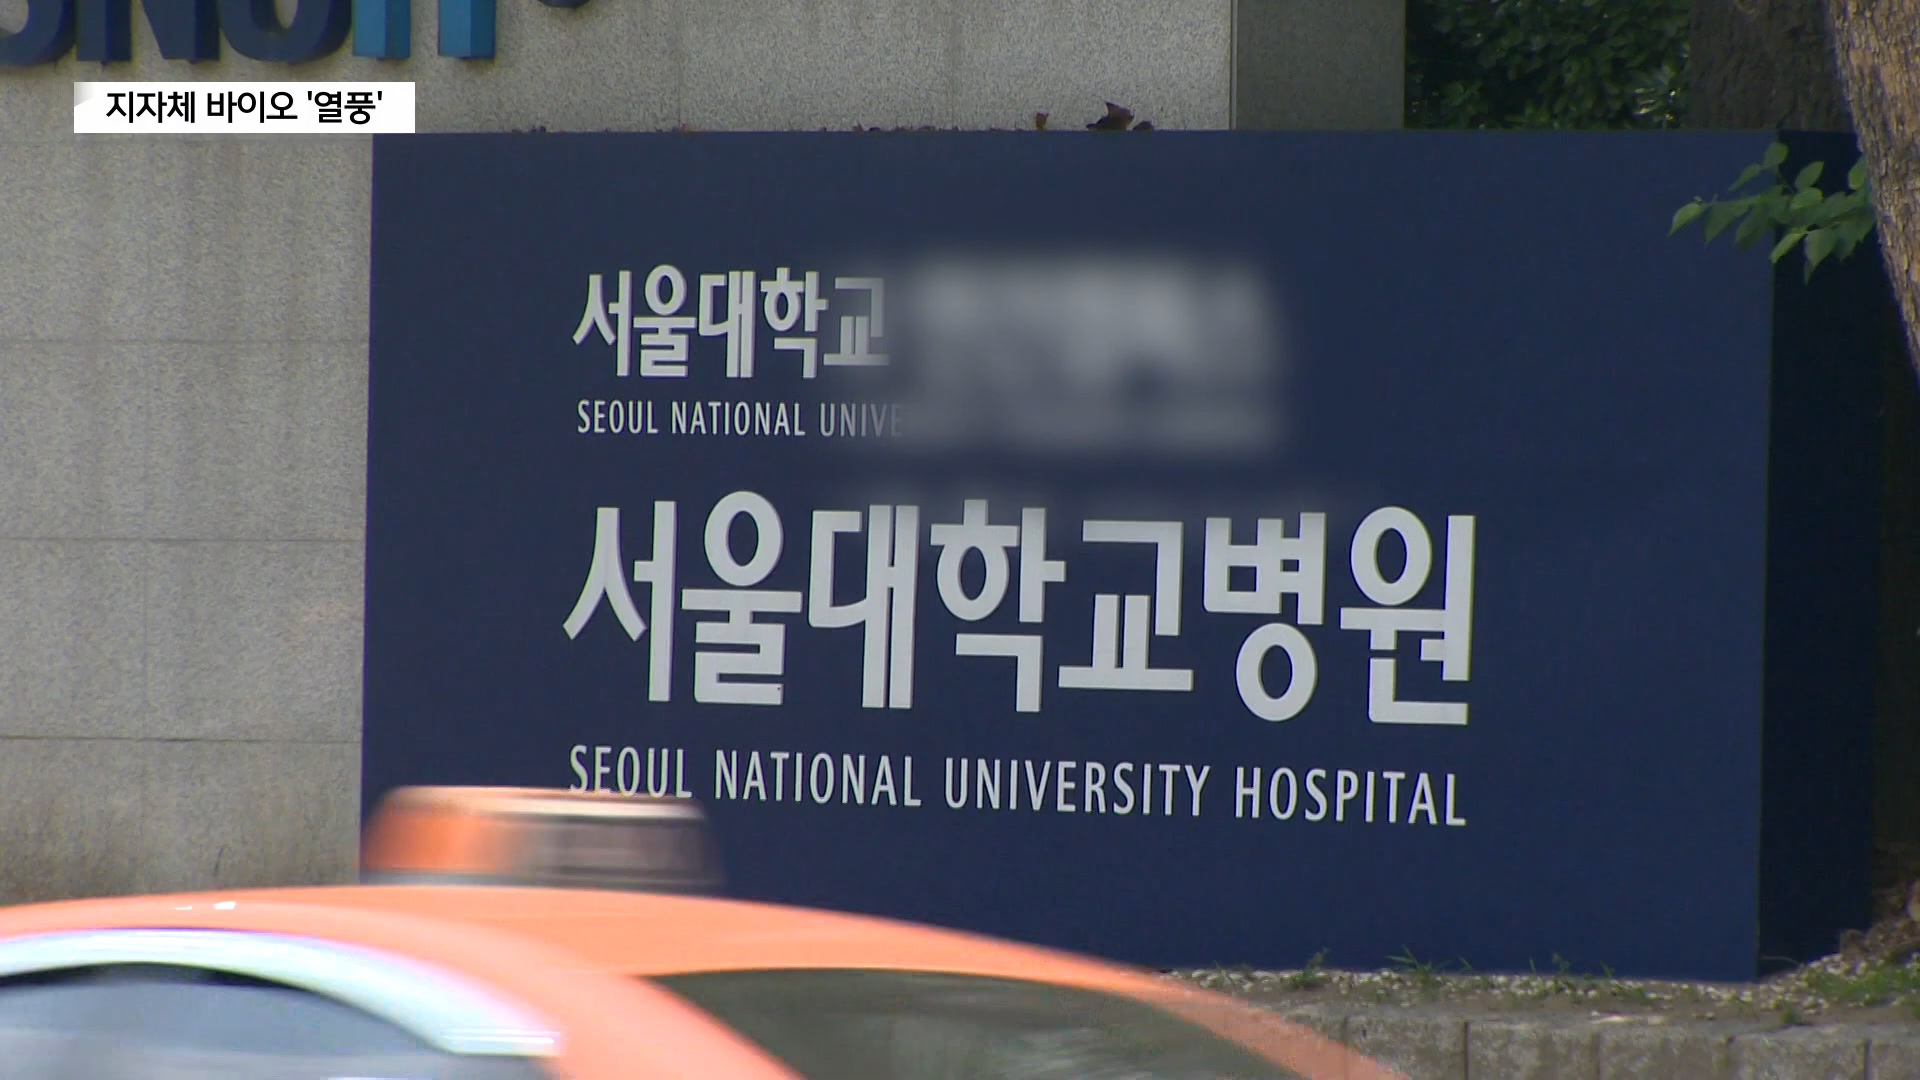 지자체 바이오 '열풍'
서울대학교
SEOUL NATIONAL
서울대학교병원
SEOUL NATIONAL UNIVERSITY HOSPITAL